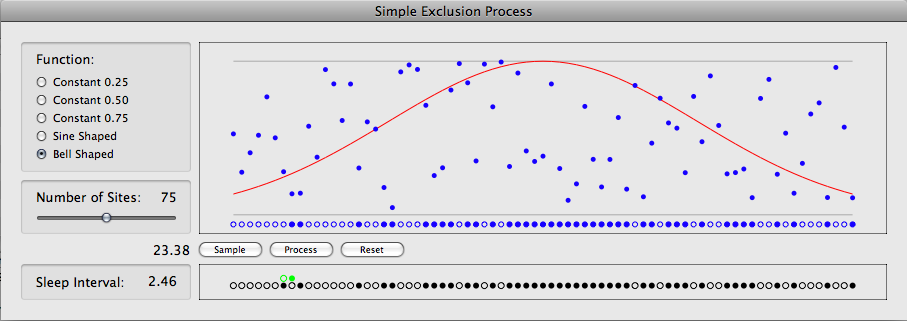 Simple Exclusion Process
Function:
Constant 0.25
Constant 0.50
Constant 0.75
Sine Shaped
Bell Shaped
Number of Sites: 75
23.38
Sample Process Reset
Sleep Interval: 2.46